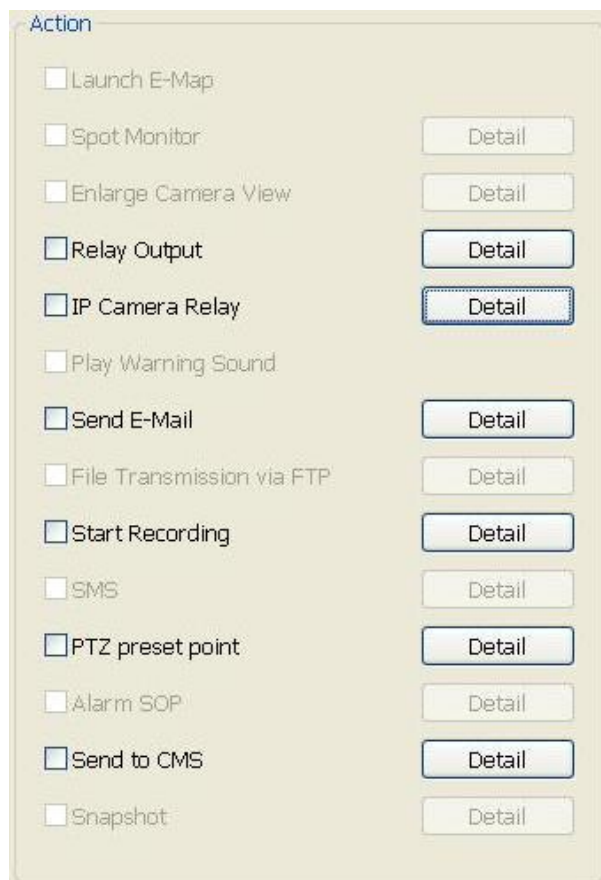 Action
Launch E-Map
Spot Monitor Detail
Enlarge Camera View Detail
Relay Output Detail
IP Camera Relay Detail
Play Warning Sound
Send E-Mail Detail
File Transmission via FTP Detail
Start Recording Detail
SMS Detail
PTZ preset point Detail
Alarm SOP Detail
Send to CMS Detail
Snapshot Detail